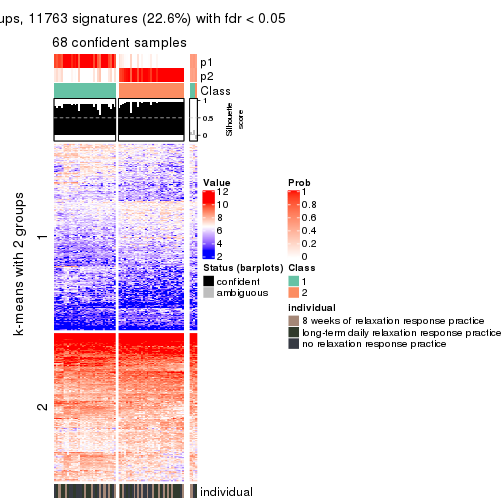 ups, 11763 signatures (22.6%) with fdr < 0.05
68 confident samples
p1
p2
Class
1
0.5
0
Silhouette
score
k-means with 2 groups
1
2
individual
Value
12
10
8
6
4
2
Prob
1
0.8
0.6
0.4
0.2
0
Status (barplots)
confident
ambiguous
Class
1
2
individual
8 weeks of relaxation response practice
long-term daily relaxation response practice
no relaxation response practice